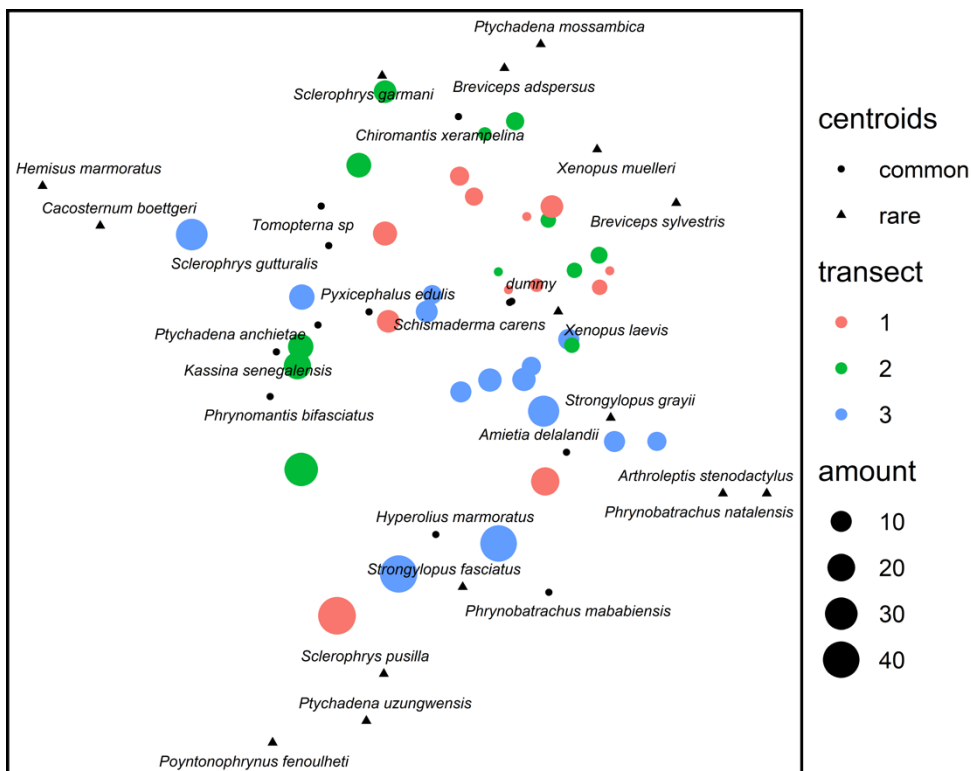 Ptychadena mossambica
Sclerophrys garmani
Breviceps adspersus
Chiromantis xerampelina
Xenopus muelleri
Hemisus marmoratus
Cacosternum boettgeri
Tomopterna sp
Breviceps sylvestris
Sclerophrys gutturalis
dummy
Pyxicephalus edulis
Schismaderma carens
Xenopus laevis
Ptychadena anchietae
Kassina senegalensis
Strongylopus grayii
Phrynomantis bifasciatus
Amietia delalandii
Arthroleptis stenodactylus
Phrynobatrachus natalensis
Hyperolius marmoratus
Strongylopus fasciatus
Phrynobatrachus mababiensis
Sclerophrys pusilla
Ptychadena uzungwensis
Poyntonophrynus fenoulheti
centroids
common
rare
transect
1
2
3
amount
10
20
30
40